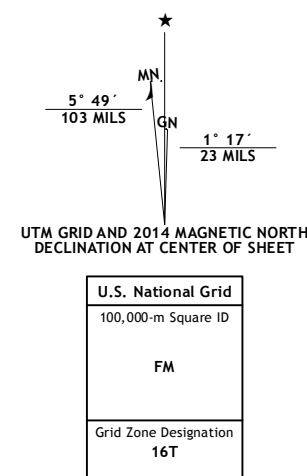 MN.
5° 49´
103 MILS
GN
1° 17´
23 MILS
UTM GRID AND 2014 MAGNETIC NORTH
DECLINATION AT CENTER OF SHEET
U.S. National Grid
100,000-m Square ID
FM
Grid Zone Designation
16T